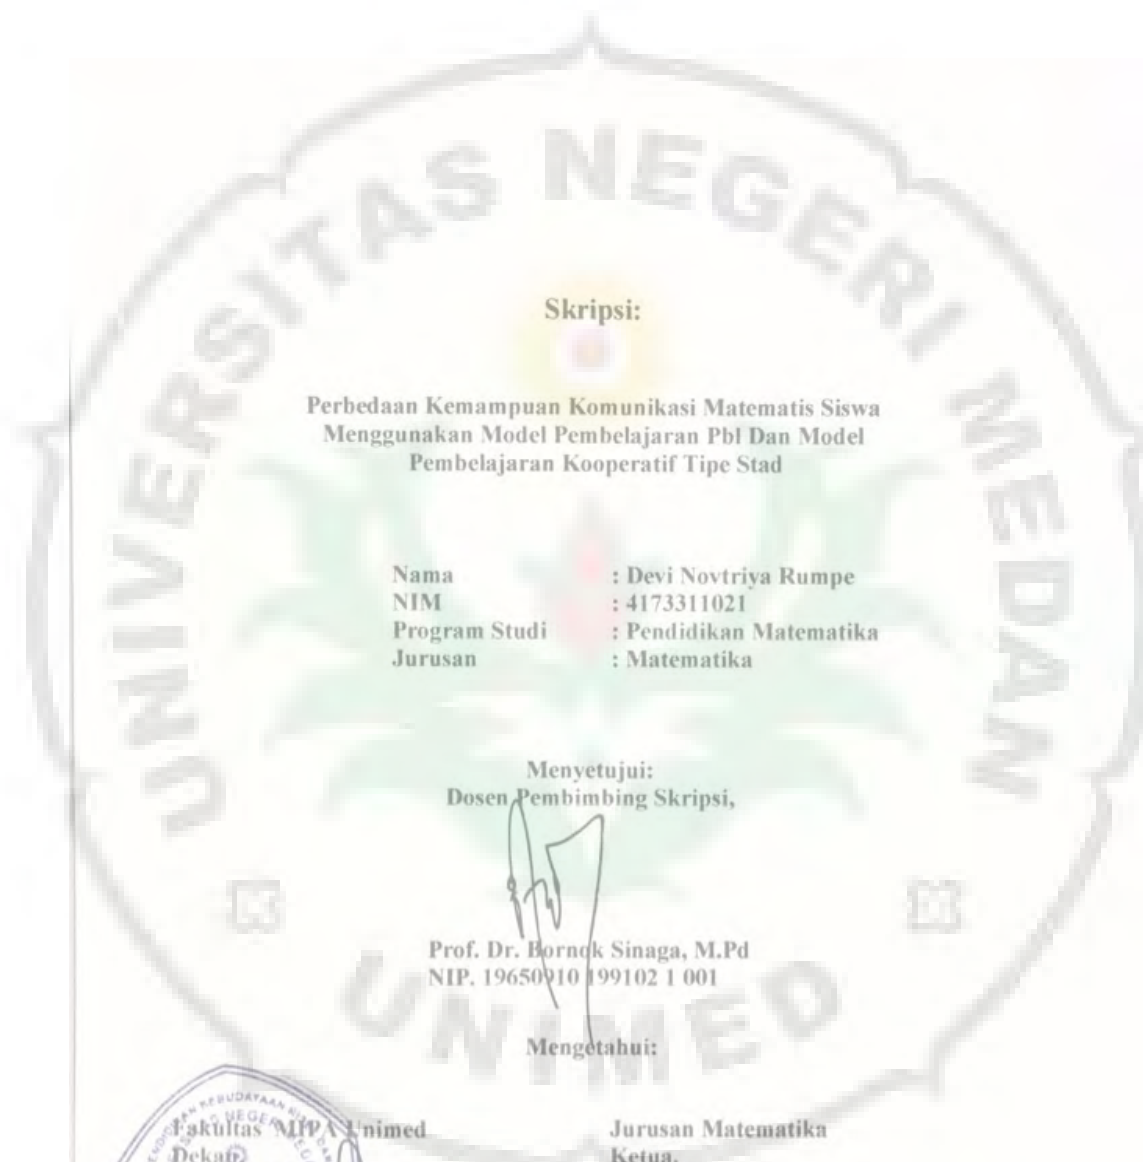 UNIVERSITAS NEGERI MEDAN
Skripsi:
Perbedaan Kemampuan Komunikasi Matematis Siswa
Menggunakan Model Pembelajaran Pbl Dan Model
Pembelajaran Kooperatif Tipe Stad
Nama : Devi Novtriya Rumpe
NIM : 4173311021
Program Studi : Pendidikan Matematika
Jurusan : Matematika
Menyetujui:
Dosen Pembimbing Skripsi,
Prof. Dr. Bornok Sinaga, M.Pd
NIP. 19650910 199102 1 001
UNIMED
Mengetahui:
Fakultas MIPA Unimed
Dekan
Jurusan Matematika
Ketua,